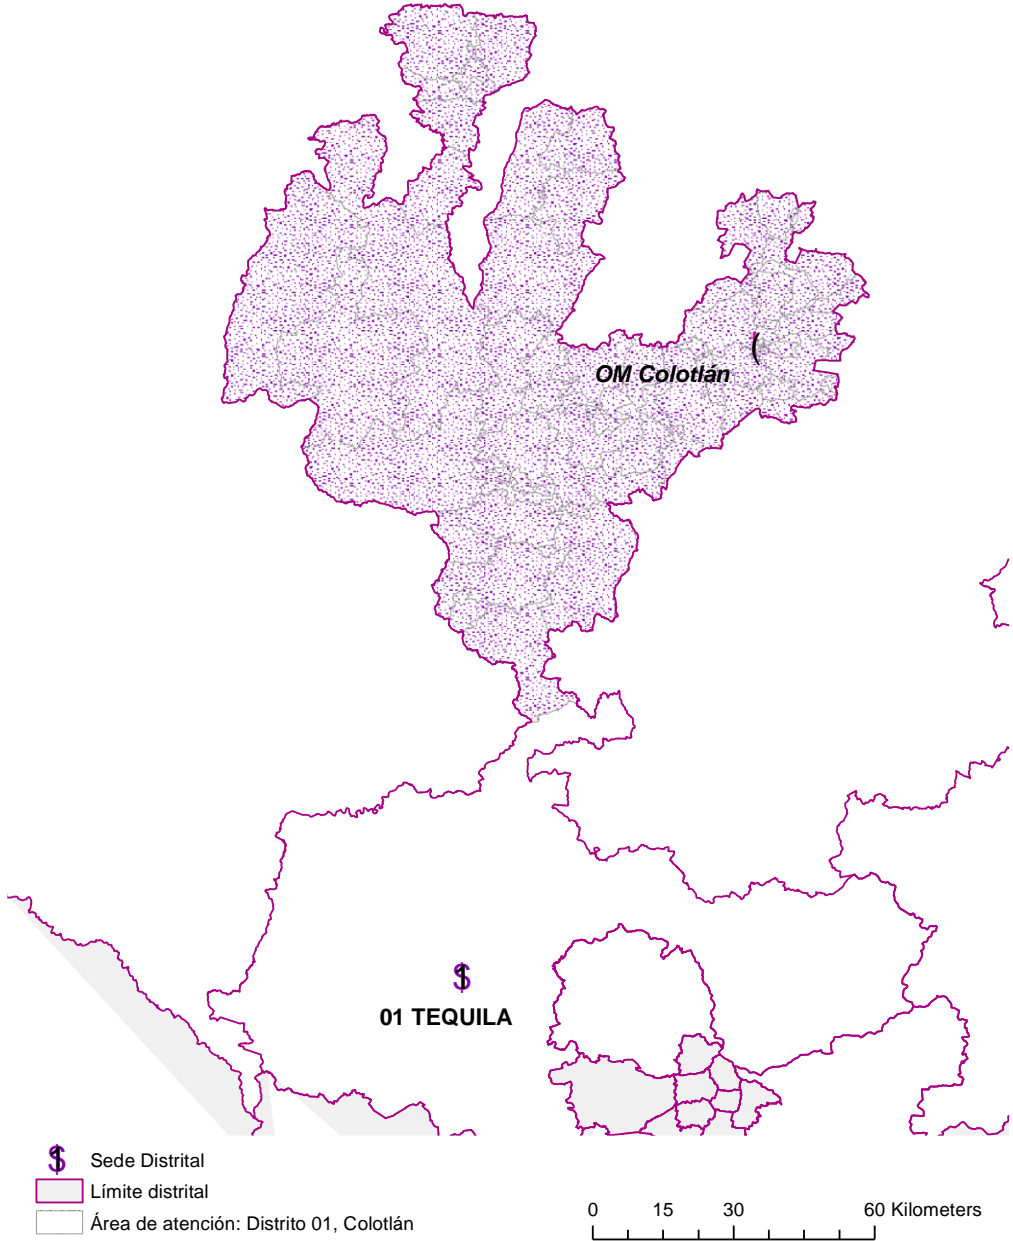 OM Colotlán
01 TEQUILA
Sede Distrital
Límite distrital
Área de atención: Distrito 01, Colotlán
0 15 30 60 Kilometers